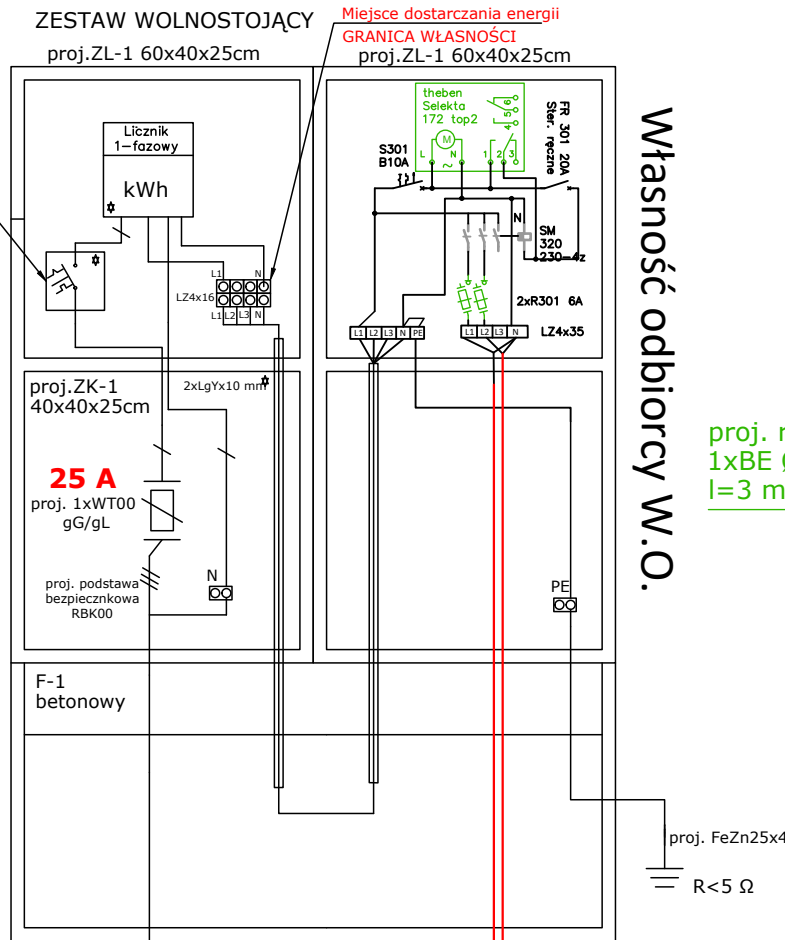 ZESTAW WOLNOSTOJĄCY
Miejsce dostarczania energii
GRANICA WŁASNOŚCI
proj.ZL-1 60x40x25cm
proj.ZL-1 60x40x25cm
Licznik
1-fazowy
kWh
L1
N
LZ4x16
L1
L2
L3
N
theben
Selekta
172 top2
M
L
N
~
1
2
3
4
5
6
S301
B10A
FR 301 20A
Ster. ręczne
N
SM
320
230-4z
2xR301 6A
L1
L2
L3
N
PE
L1
L2
L3
N
LZ4x35
Własność odbiorcy W.O.
proj.ZK-1
40x40x25cm
2xLgYx10 mm
25 A
proj. 1xWT00
gG/gL
proj. podstawa
bezpiecznkowa
RBK00
N
PE
1xBE
l=3 m
F-1
betonowy
proj. FeZn25x4
R<5 Ω